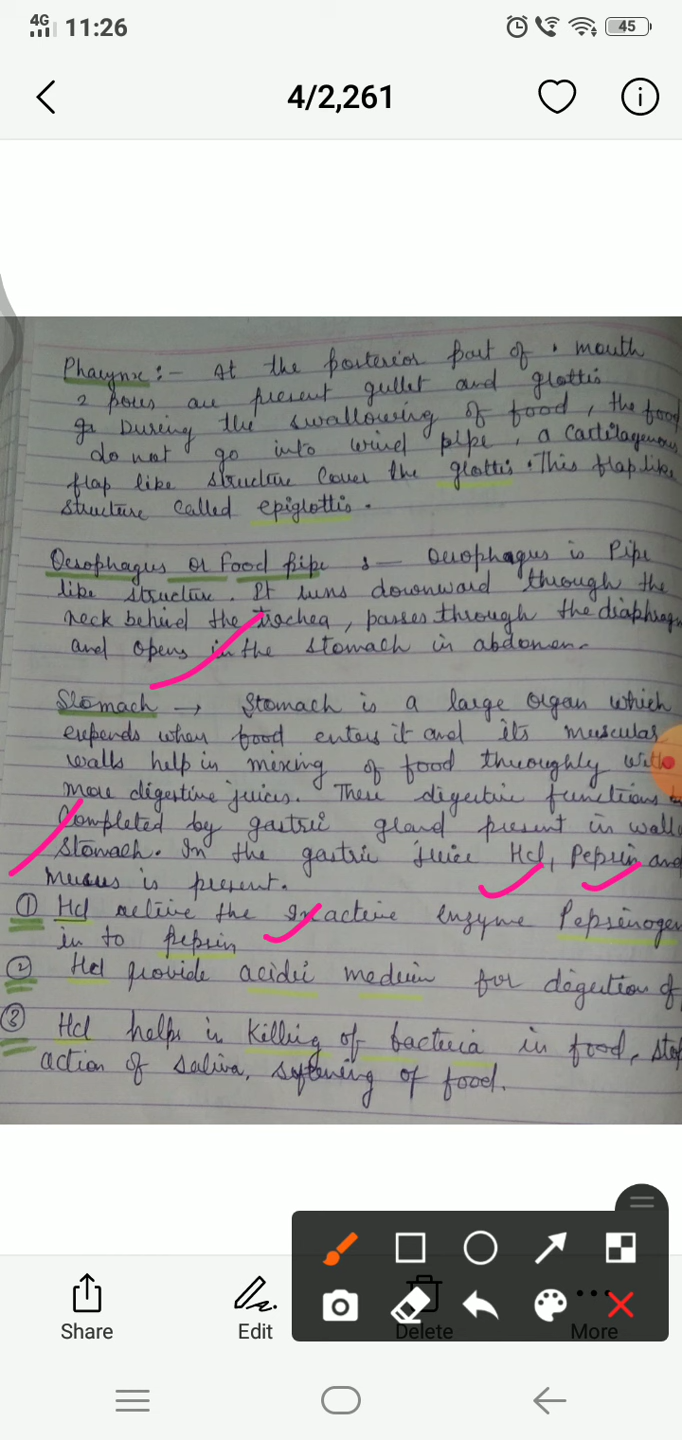 4G 11:26 45
4/2,261
Pharynx :- At the posterior part of mouth
2 pores are present gullet and glottis
During the swallowing of food, the food
do not go into wind pipe, a cartilagenous
flap like structure cover the glottis. This flap like
structure called epiglottis.
Oesophagus or Food pipe :- Oesophagus is Pipe
like structure. It runs downward through the
neck behind the trachea, passes through the diaphragm
and opens in the stomach in abdomen.
Stomach → Stomach is a large organ which
expends when food enters it and its muscular
walls help in mixing of food throughly with
more digestive juices. These digestive functions
completed by gastric gland present in wall
Stomach. In the gastric juice Hcl, Pepsin and
Mucus is present.
① Hcl active the Inactive enzyme Pepsinogen
in to pepsin
② Hcl provide acidic medium for digestion of
③ Hcl helps in killing of bacteria in food, stop
action of saliva, softening of food.
Share Edit Delete More